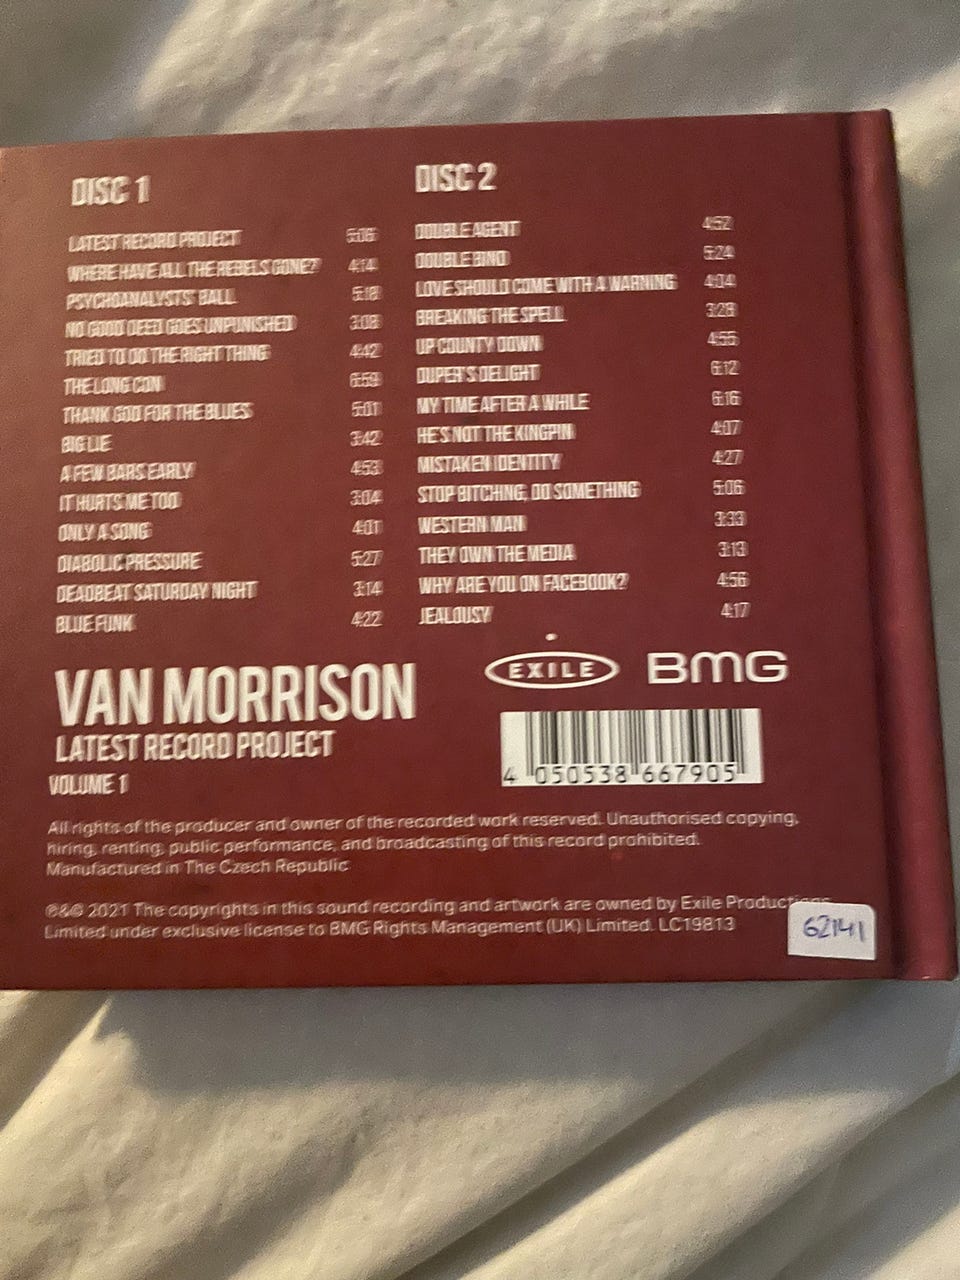 DISC 1
LATEST RECORD PROJECT 5:06
WHERE HAVE ALL THE REBELS GONE? 4:14
PSYCHOANALYSTS' BALL 5:18
NO GOOD DEED GOES UNPUNISHED 3:08
TRIED TO DO THE RIGHT THING 4:42
THE LONG CON 6:59
THANK GOD FOR THE BLUES 5:01
BIG LIE 3:42
A FEW BARS EARLY 4:53
IT HURTS ME TOO 3:04
ONLY A SONG 4:01
DIABOLIC PRESSURE 5:27
DEADBEAT SATURDAY NIGHT 3:14
BLUE FUNK 4:22
DISC 2
DOUBLE AGENT 4:52
DOUBLE BIND 5:24
LOVE SHOULD COME WITH A WARNING 4:04
BREAKING THE SPELL 3:28
UP COUNTY DOWN 4:55
DUPER'S DELIGHT 6:12
MY TIME AFTER A WHILE 6:16
HE'S NOT THE KINGPIN 4:07
MISTAKEN IDENTITY 4:27
STOP BITCHING, DO SOMETHING 5:06
WESTERN MAN 3:33
THEY OWN THE MEDIA 3:13
WHY ARE YOU ON FACEBOOK? 4:56
JEALOUSY 4:17
VAN MORRISON
LATEST RECORD PROJECT
VOLUME 1
EXILE BMG
4 050538 667905
All rights of the producer and owner of the recorded work reserved. Unauthorised copying,
hiring, renting, public performance, and broadcasting of this record prohibited.
Manufactured in The Czech Republic
℗&© 2021 The copyrights in this sound recording and artwork are owned by Exile Productions
Limited under exclusive license to BMG Rights Management (UK) Limited. LC19813
62141